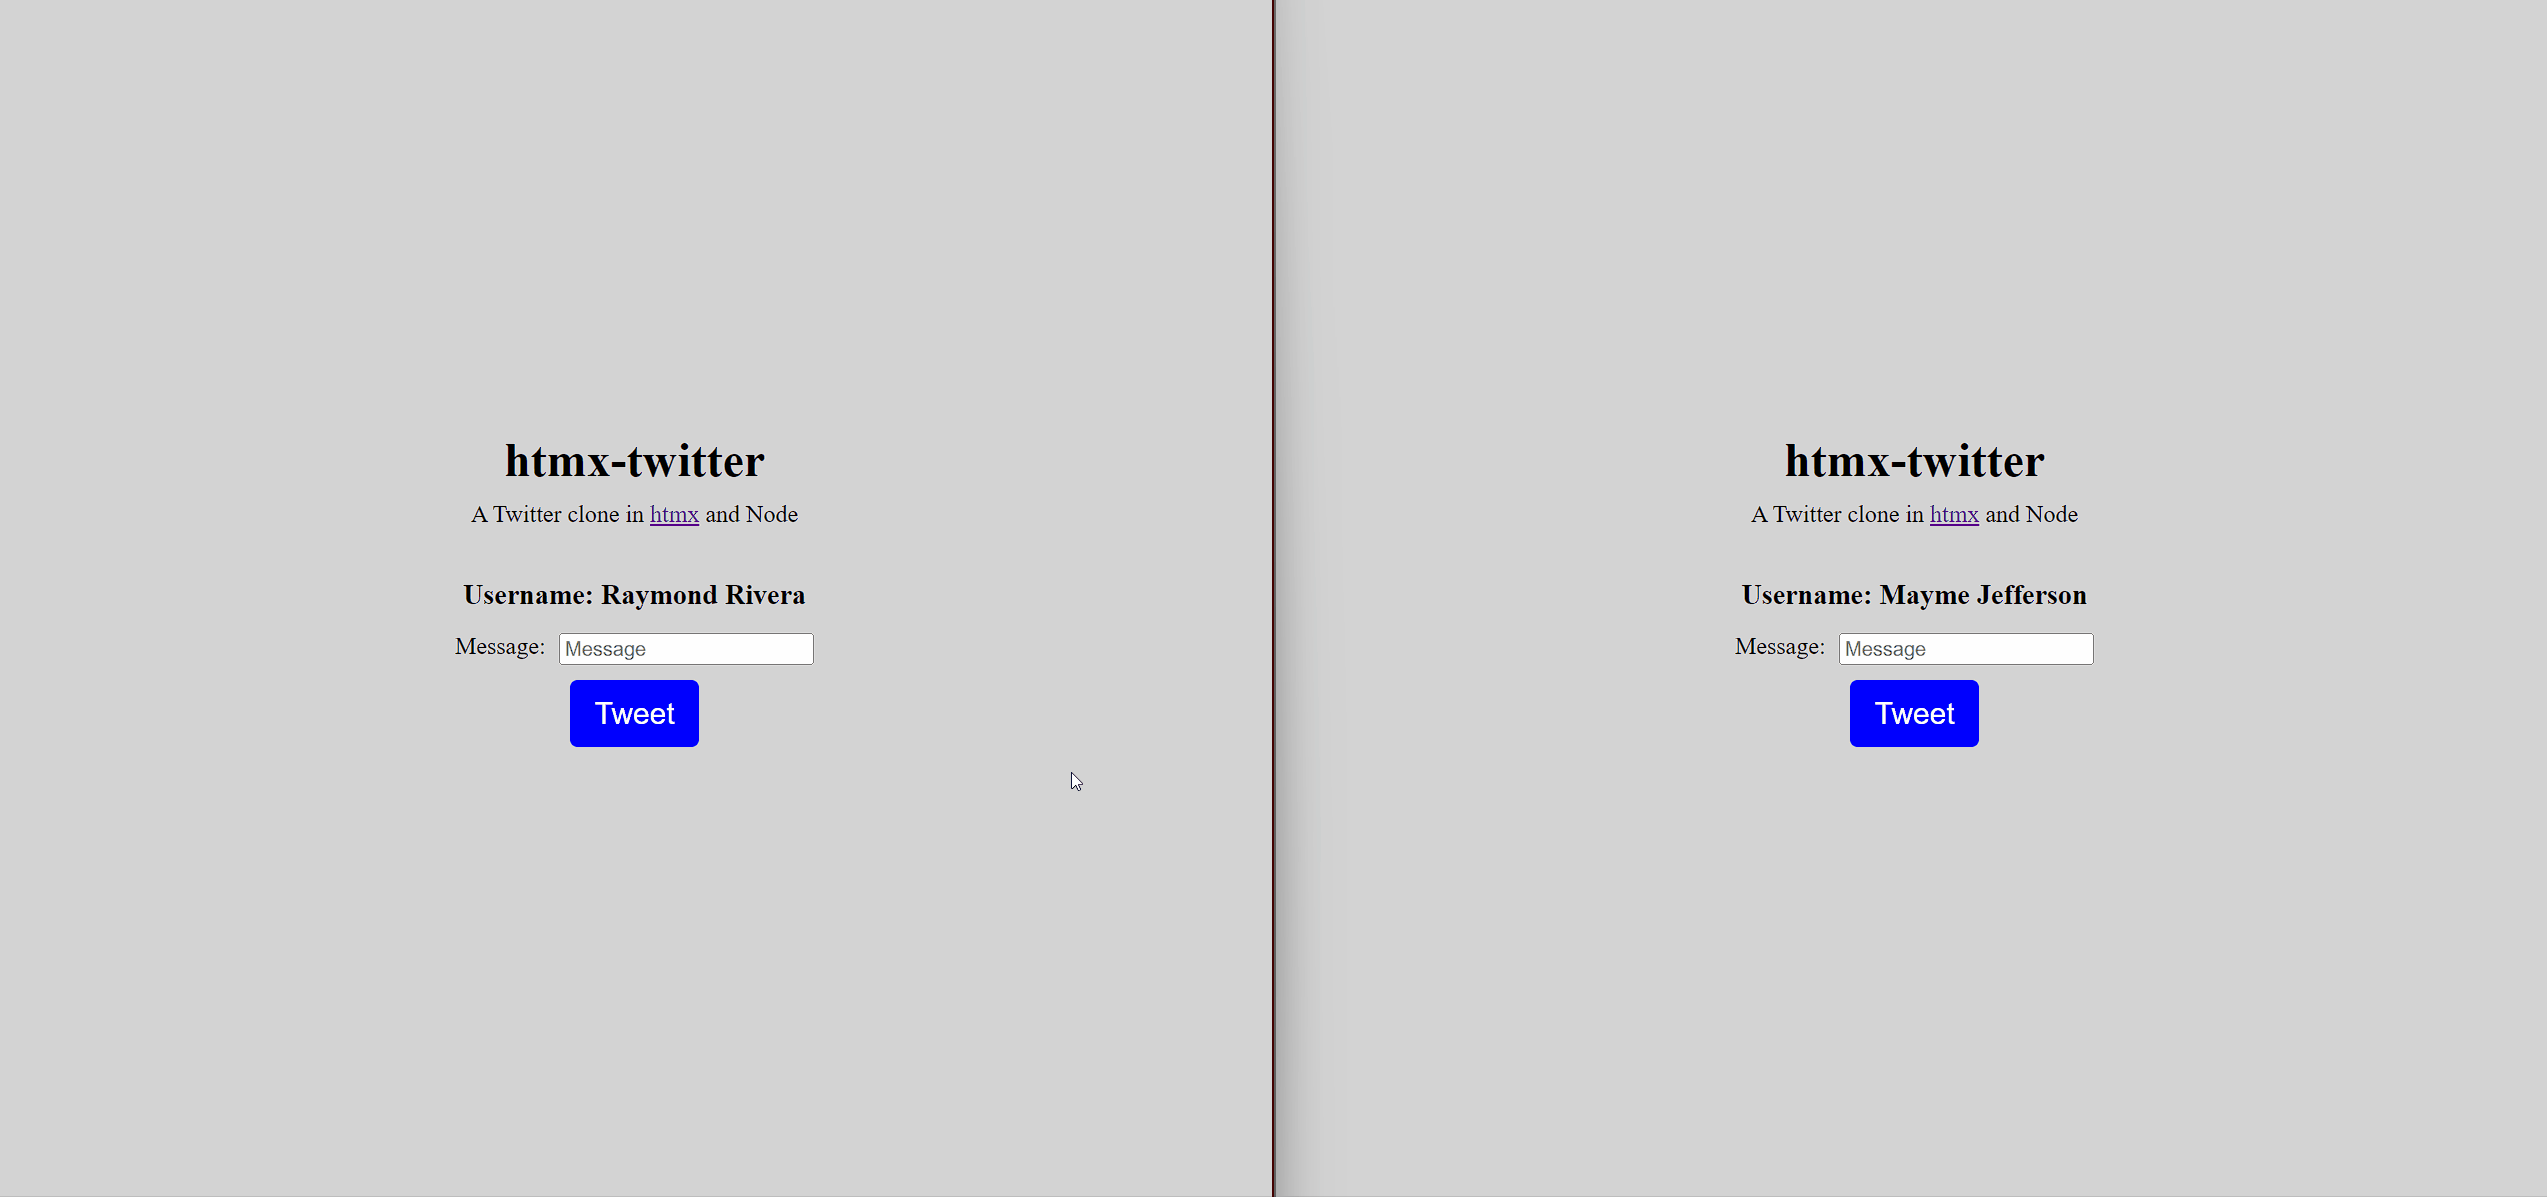 htmx-twitter
A Twitter clone in htmx and Node
Username: Raymond Rivera
Message: Message
Tweet
htmx-twitter
A Twitter clone in htmx and Node
Username: Mayme Jefferson
Message: Message
Tweet